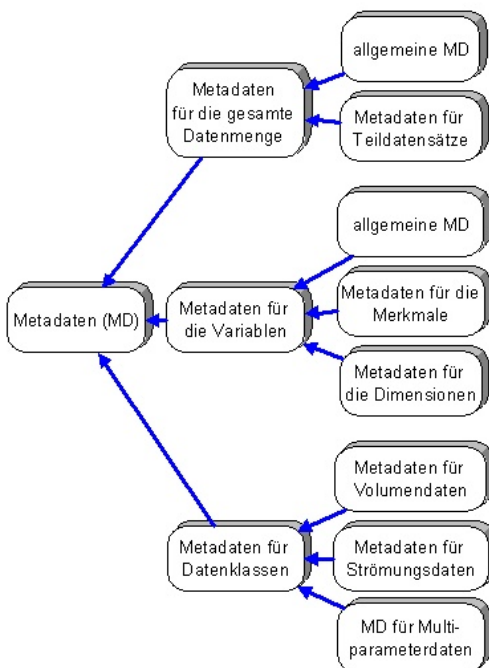 allgemeine MD
Metadaten
für die gesamte
Datenmenge
Metadaten für
Teildatensätze
allgemeine MD
Metadaten (MD)
Metadaten für
die Variablen
Metadaten für die
Merkmale
Metadaten für
die Dimensionen
Metadaten für
Volumendaten
Metadaten für
Datenklassen
Metadaten für
Strömungsdaten
MD für Multi-
parameterdaten